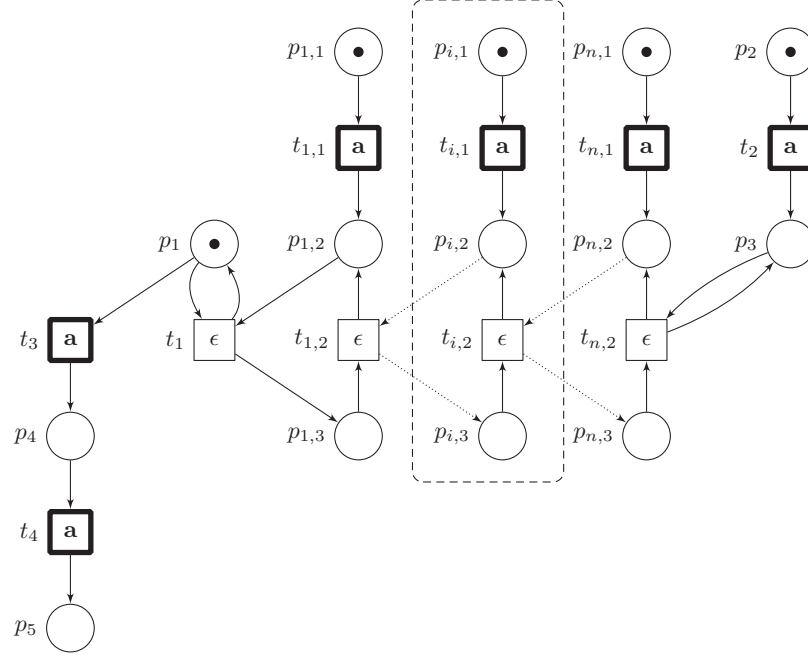 p1,1 pi,1 pn,1 p2
t1,1 a ti,1 a tn,1 a t2 a
p1 p1,2 pi,2 pn,2 p3
t3 a t1 ϵ t1,2 ϵ ti,2 ϵ tn,2 ϵ
p4 p1,3 pi,3 pn,3
t4 a
p5